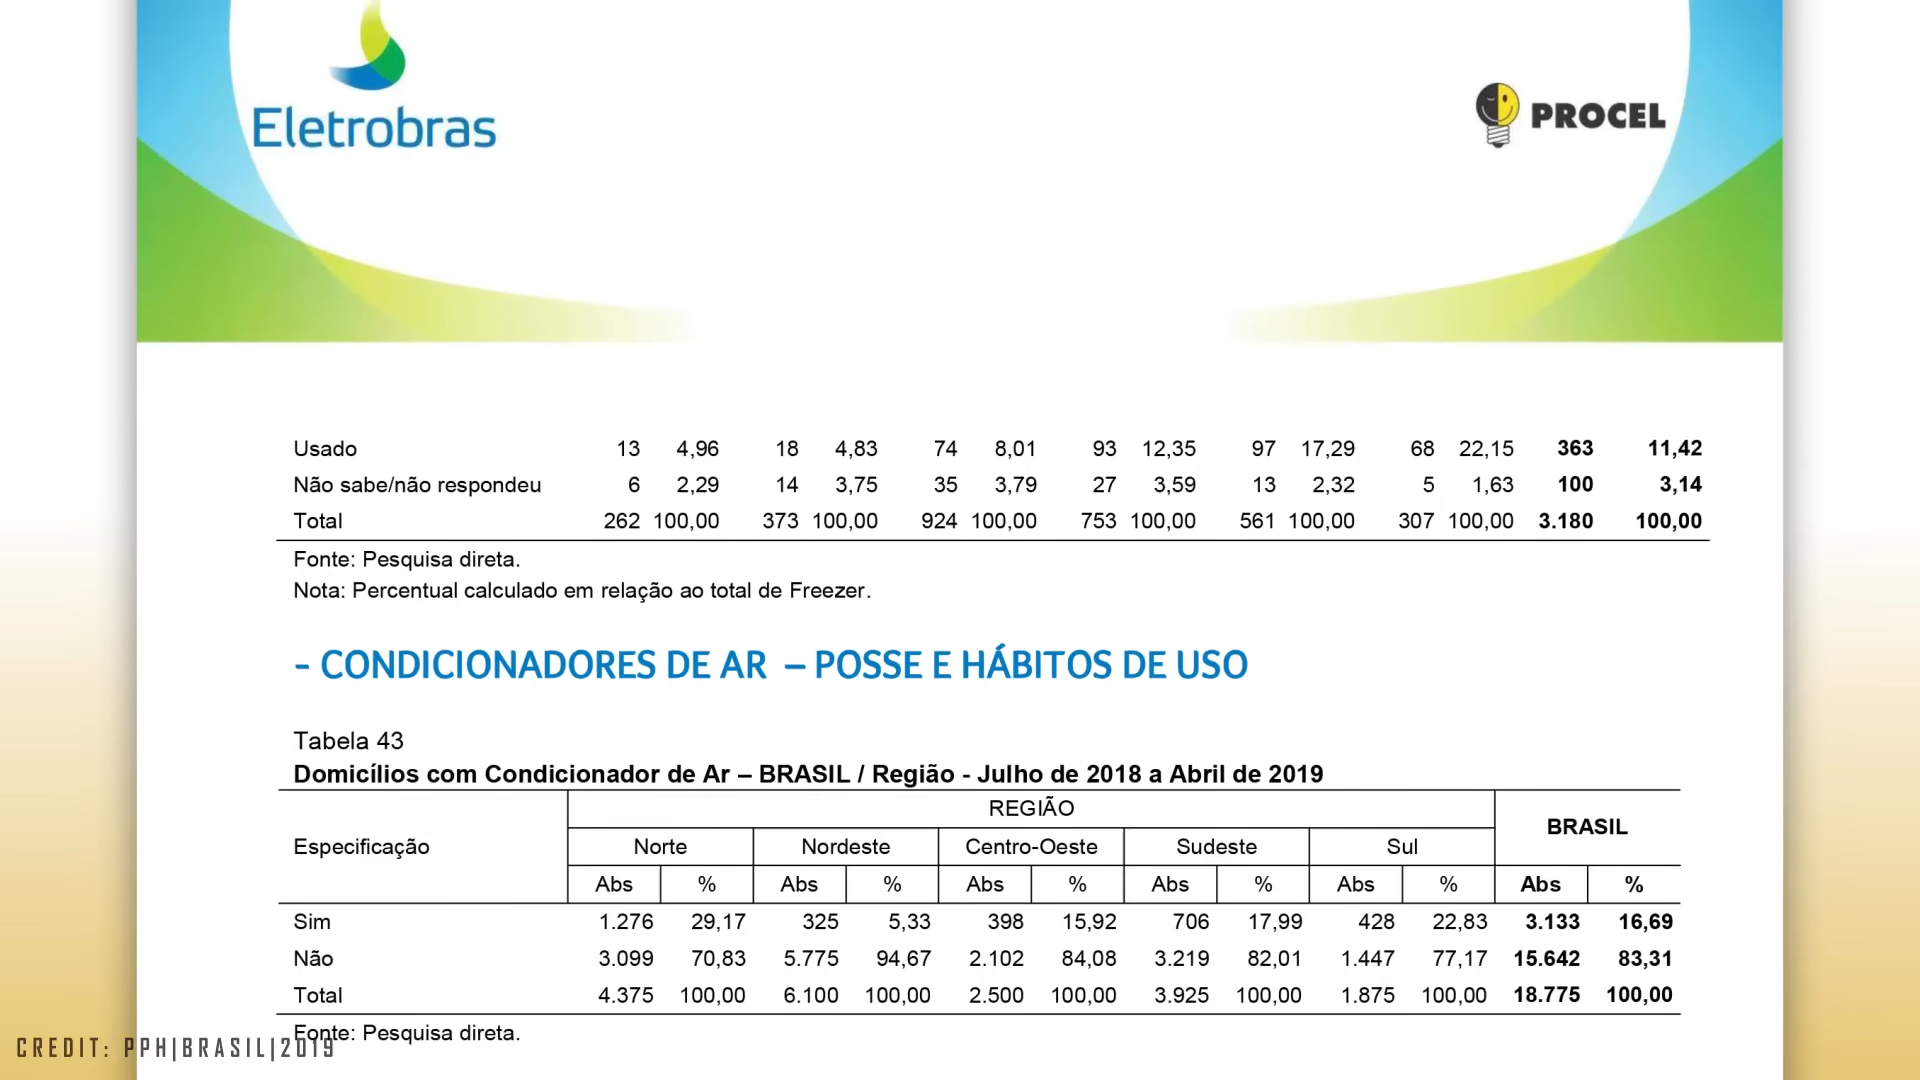 Eletrobras
PROCEL
Usado 13 4,96 18 4,83 74 8,01 93 12,35 97 17,29 68 22,15 363 11,42
Não sabe/não respondeu 6 2,29 14 3,75 35 3,79 27 3,59 13 2,32 5 1,63 100 3,14
Total 262 100,00 373 100,00 924 100,00 753 100,00 561 100,00 307 100,00 3.180 100,00
Fonte: Pesquisa direta.
Nota: Percentual calculado em relação ao total de Freezer.
- CONDICIONADORES DE AR – POSSE E HÁBITOS DE USO
Tabela 43
Domicílios com Condicionador de Ar – BRASIL / Região - Julho de 2018 a Abril de 2019
Especificação REGIÃO BRASIL
Norte Nordeste Centro-Oeste Sudeste Sul
Abs % Abs % Abs % Abs % Abs % Abs %
Sim 1.276 29,17 325 5,33 398 15,92 706 17,99 428 22,83 3.133 16,69
Não 3.099 70,83 5.775 94,67 2.102 84,08 3.219 82,01 1.447 77,17 15.642 83,31
Total 4.375 100,00 6.100 100,00 2.500 100,00 3.925 100,00 1.875 100,00 18.775 100,00
Fonte: Pesquisa direta.
CREDIT: PPH|BRASIL|2019